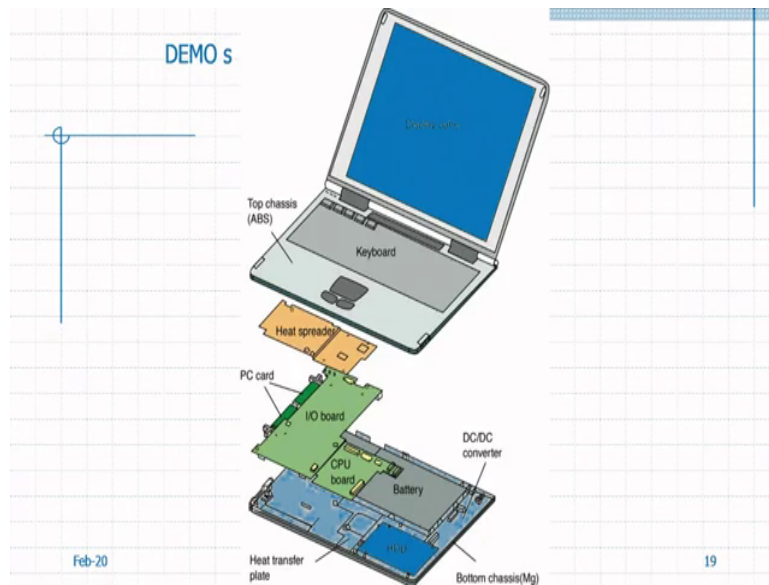 DEMO s
Top chassis
(ABS)
Keyboard
Heat spreader
PC card
I/O board
CPU
board
DC/DC
converter
Battery
HDD
Heat transfer
plate
Bottom chassis(Mg)
Feb-20
19